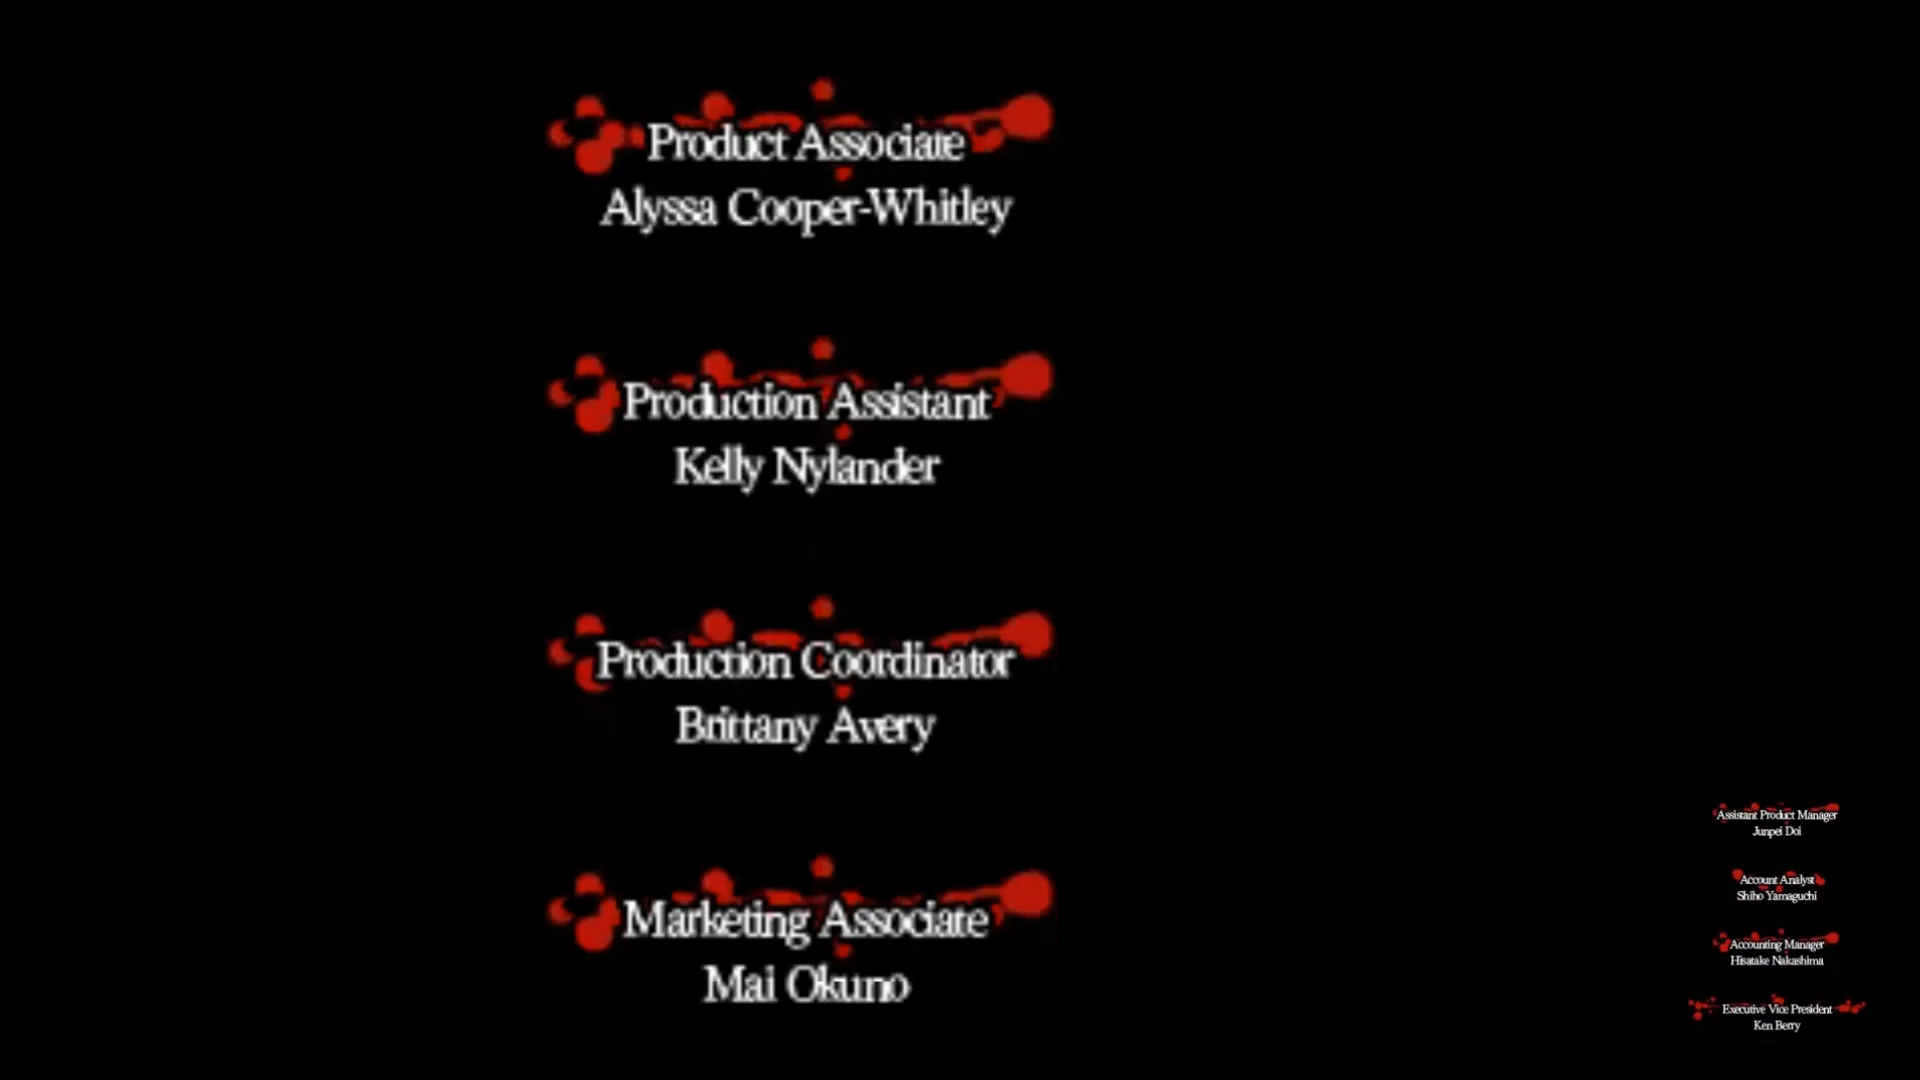 Product Associate
Alyssa Cooper-Whitley
Production Assistant
Kelly Nylander
Production Coordinator
Brittany Avery
Marketing Associate
Mai Okuno
Assistant Product Manager
Junpei Doi
Account Analyst
Shiho Yamaguchi
Accounting Manager
Hisatake Nakashima
Executive Vice President
Ken Berry